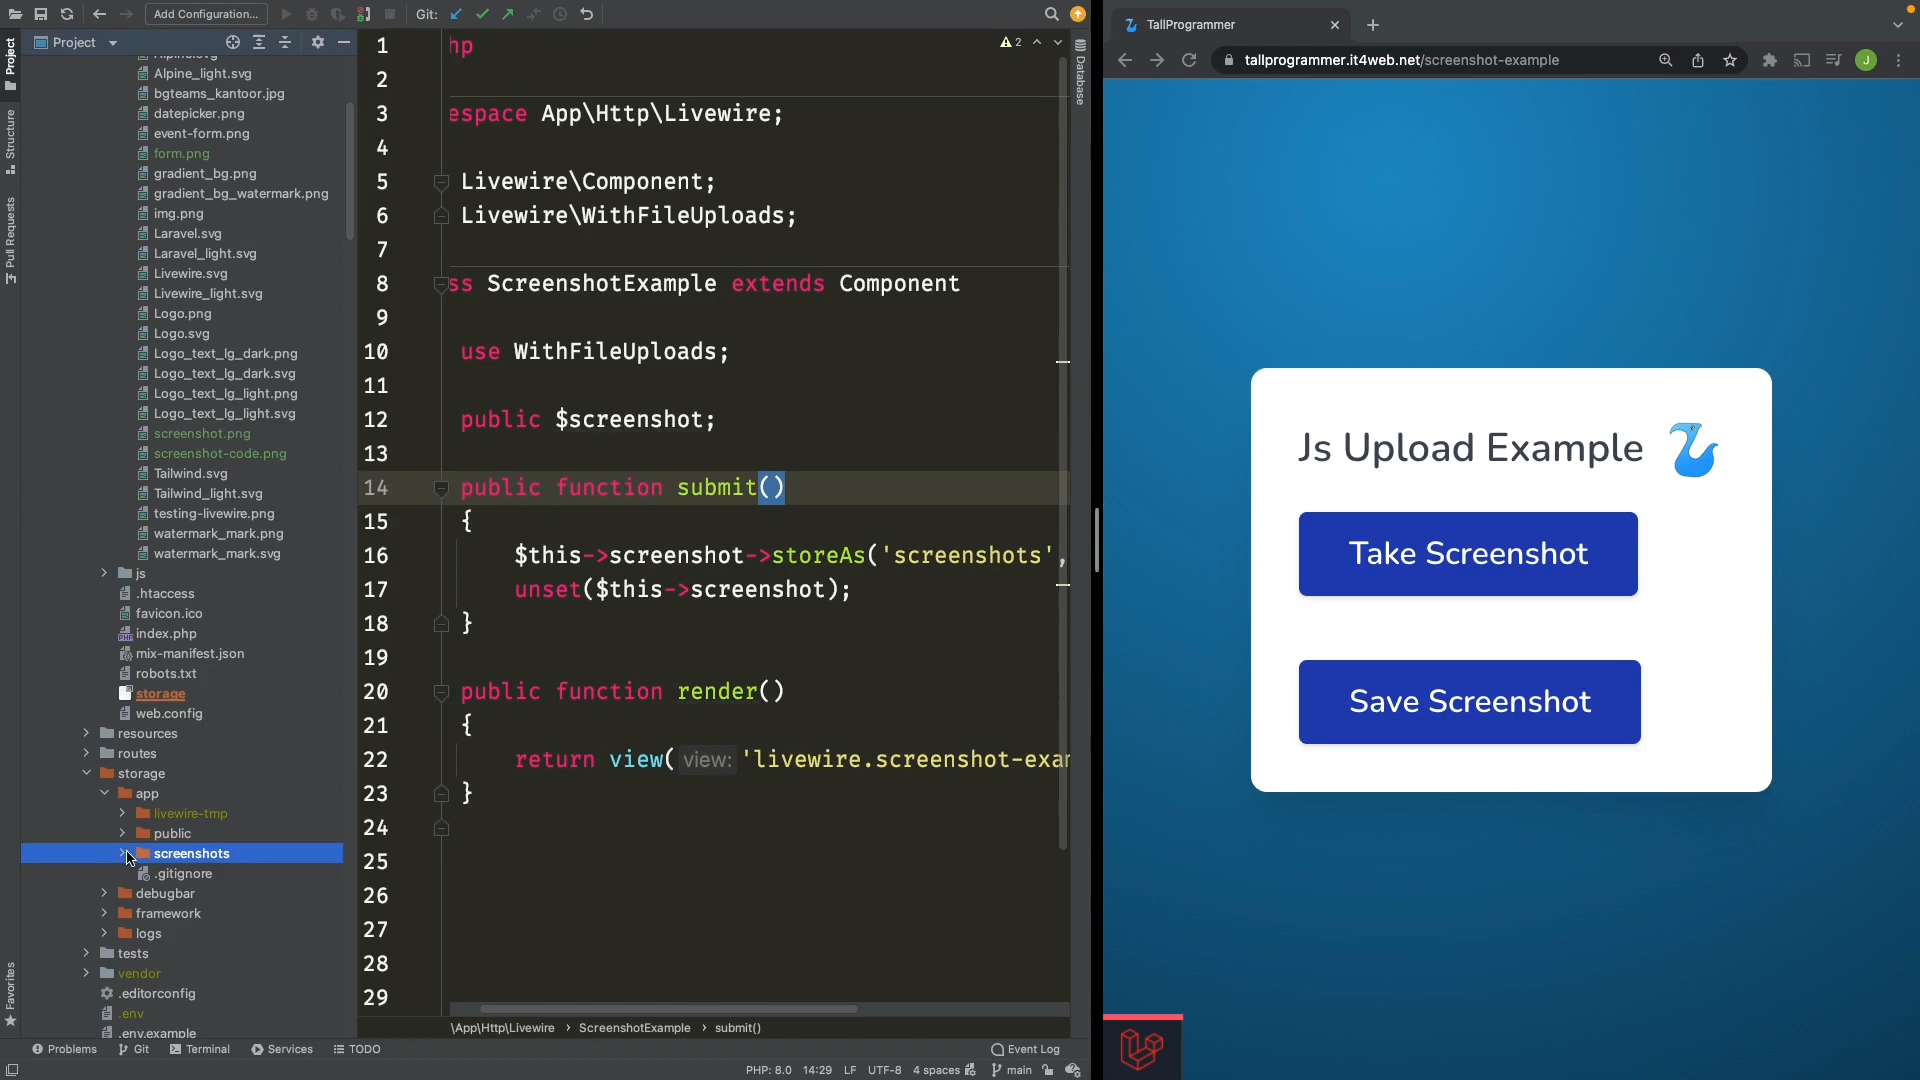 Add Configuration...
Git:
Project
Project
Structure
Pull Requests
Favorites
Alpine_light.svg
bgteams_kantoor.jpg
datepicker.png
event-form.png
form.png
gradient_bg.png
gradient_bg_watermark.png
img.png
Laravel.svg
Laravel_light.svg
Livewire.svg
Livewire_light.svg
Logo.png
Logo.svg
Logo_text_lg_dark.png
Logo_text_lg_dark.svg
Logo_text_lg_light.png
Logo_text_lg_light.svg
screenshot.png
screenshot-code.png
Tailwind.svg
Tailwind_light.svg
testing-livewire.png
watermark_mark.png
watermark_mark.svg
js
.htaccess
favicon.ico
index.php
mix-manifest.json
robots.txt
storage
web.config
resources
routes
storage
app
livewire-tmp
public
screenshots
.gitignore
debugbar
framework
logs
tests
vendor
.editorconfig
.env
.env.example
2
Database
1 hp
2
3 espace App\Http\Livewire;
4
5 Livewire\Component;
6 Livewire\WithFileUploads;
7
8 ss ScreenshotExample extends Component
9
10 use WithFileUploads;
11
12 public $screenshot;
13
14 public function submit()
15 {
16 $this->screenshot->storeAs('screenshots',
17 unset($this->screenshot);
18 }
19
20 public function render()
21 {
22 return view( view: 'livewire.screenshot-exam
23 }
24
25
26
27
28
29
\App\Http\Livewire › ScreenshotExample › submit()
Problems
Git
Terminal
Services
TODO
Event Log
PHP: 8.0 14:29 LF UTF-8 4 spaces main
TallProgrammer
tallprogrammer.it4web.net/screenshot-example
J
Js Upload Example
Take Screenshot
Save Screenshot